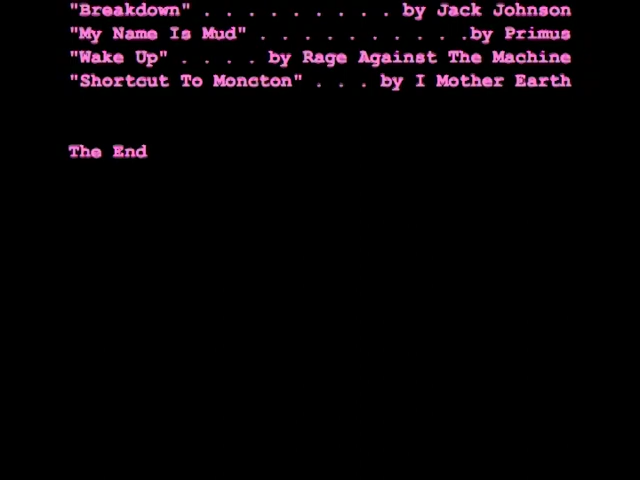 "Breakdown" . . . . . . . . . by Jack Johnson
"My Name Is Mud" . . . . . . . . . .by Primus
"Wake Up" . . . . by Rage Against The Machine
"Shortcut To Moncton" . . . by I Mother Earth
The End